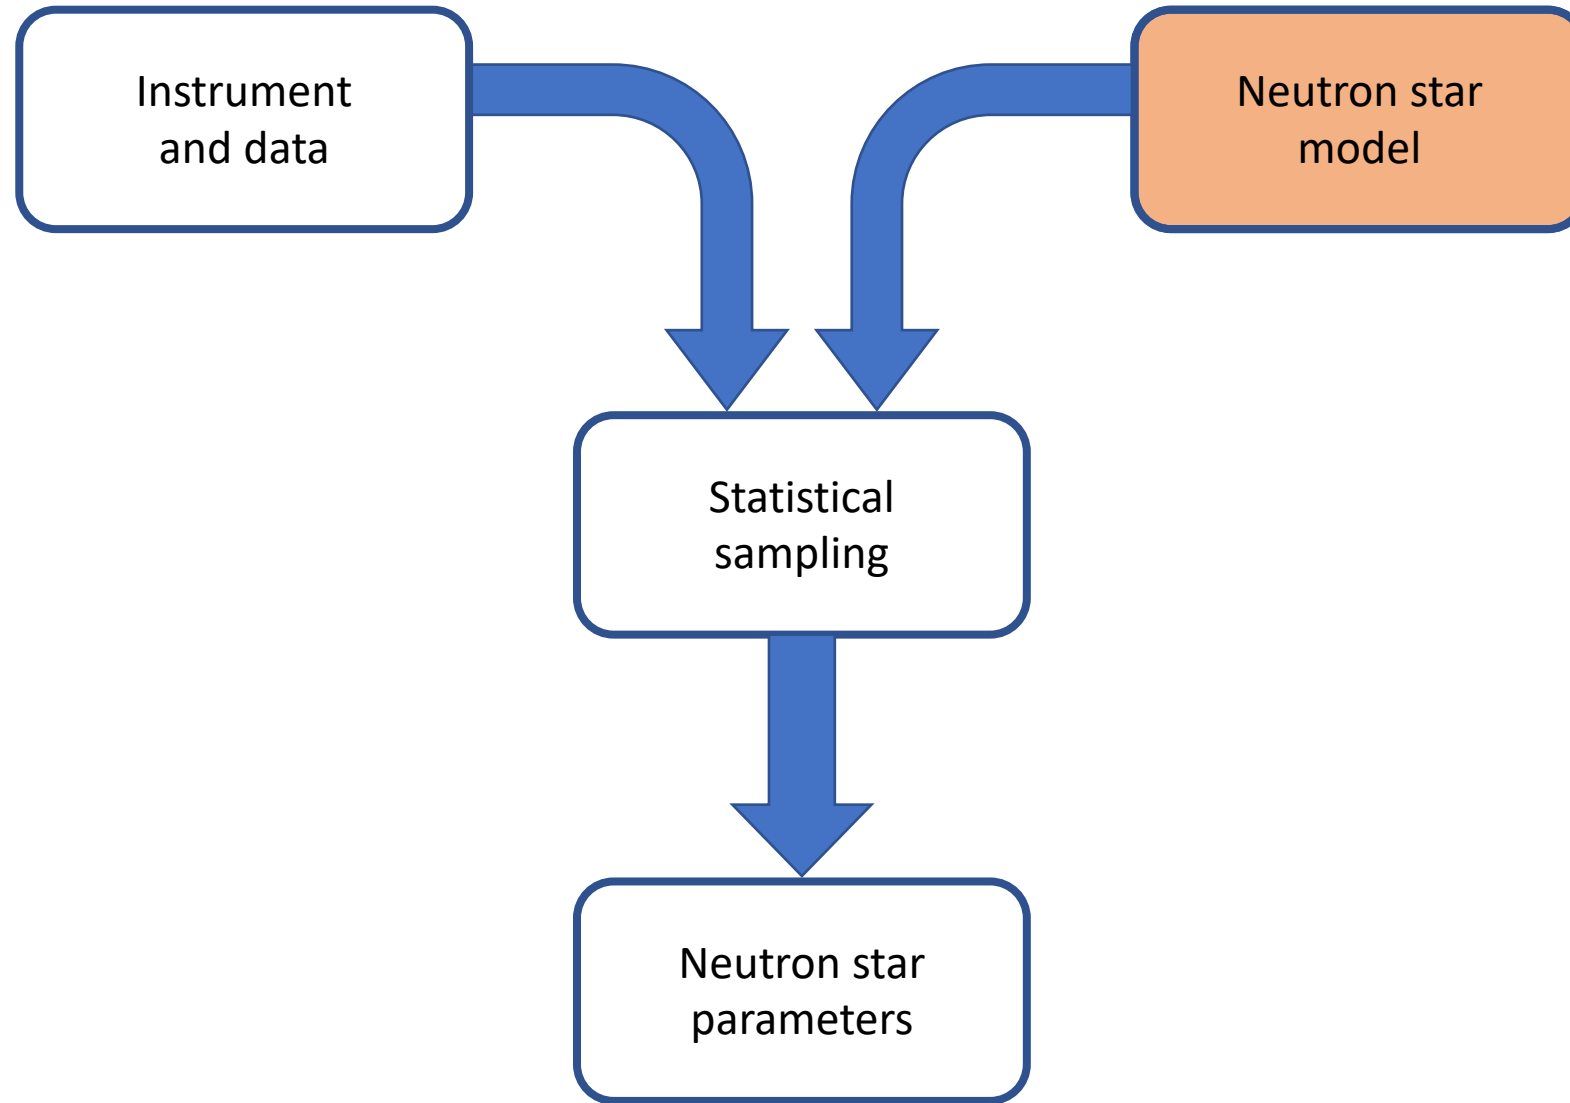 Instrument
and data
Neutron star
model
Statistical
sampling
Neutron star
parameters